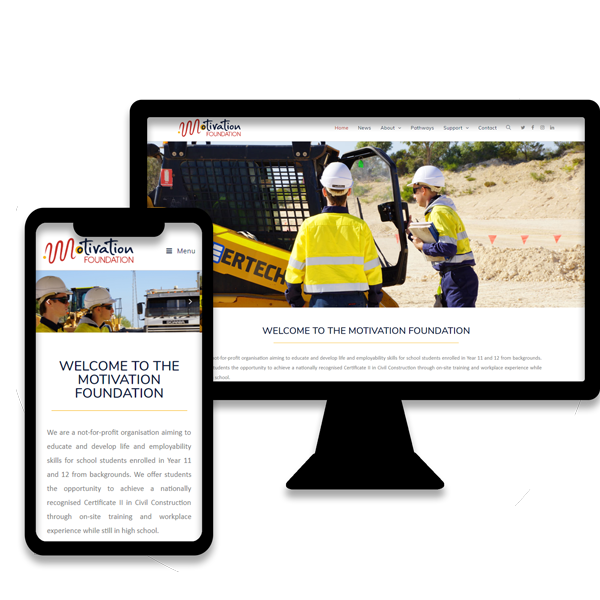 Motivation
FOUNDATION
Home News About Pathways Support Contact
ERTECH
WELCOME TO THE MOTIVATION FOUNDATION
not-for-profit organisation aiming to educate and develop life and employability skills for school students enrolled in Year 11 and 12 from backgrounds.
students the opportunity to achieve a nationally recognised Certificate II in Civil Construction through on-site training and workplace experience while
school.
Motivation
FOUNDATION
Menu
WELCOME TO THE
MOTIVATION
FOUNDATION
We are a not-for-profit organisation aiming to
educate and develop life and employability
skills for school students enrolled in Year 11
and 12 from backgrounds. We offer students
the opportunity to achieve a nationally
recognised Certificate II in Civil Construction
through on-site training and workplace
experience while still in high school.